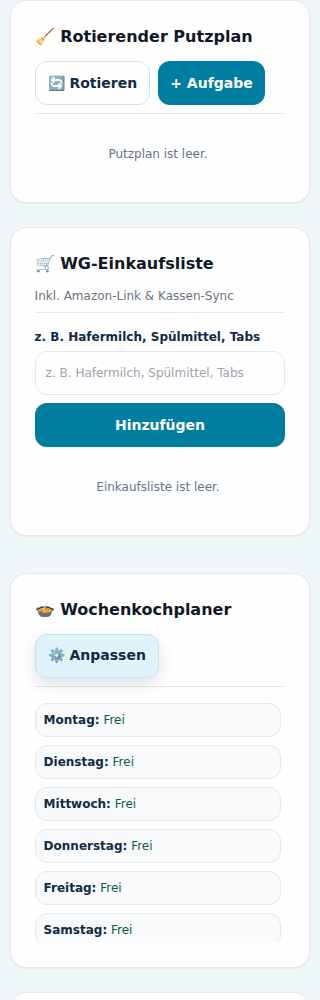 🧹 Rotierender Putzplan
🔄 Rotieren
+ Aufgabe
Putzplan ist leer.
🛒 WG-Einkaufsliste
Inkl. Amazon-Link & Kassen-Sync
z. B. Hafermilch, Spülmittel, Tabs
z. B. Hafermilch, Spülmittel, Tabs
Hinzufügen
Einkaufsliste ist leer.
🍲 Wochenkochplaner
⚙️ Anpassen
Montag: Frei
Dienstag: Frei
Mittwoch: Frei
Donnerstag: Frei
Freitag: Frei
Samstag: Frei